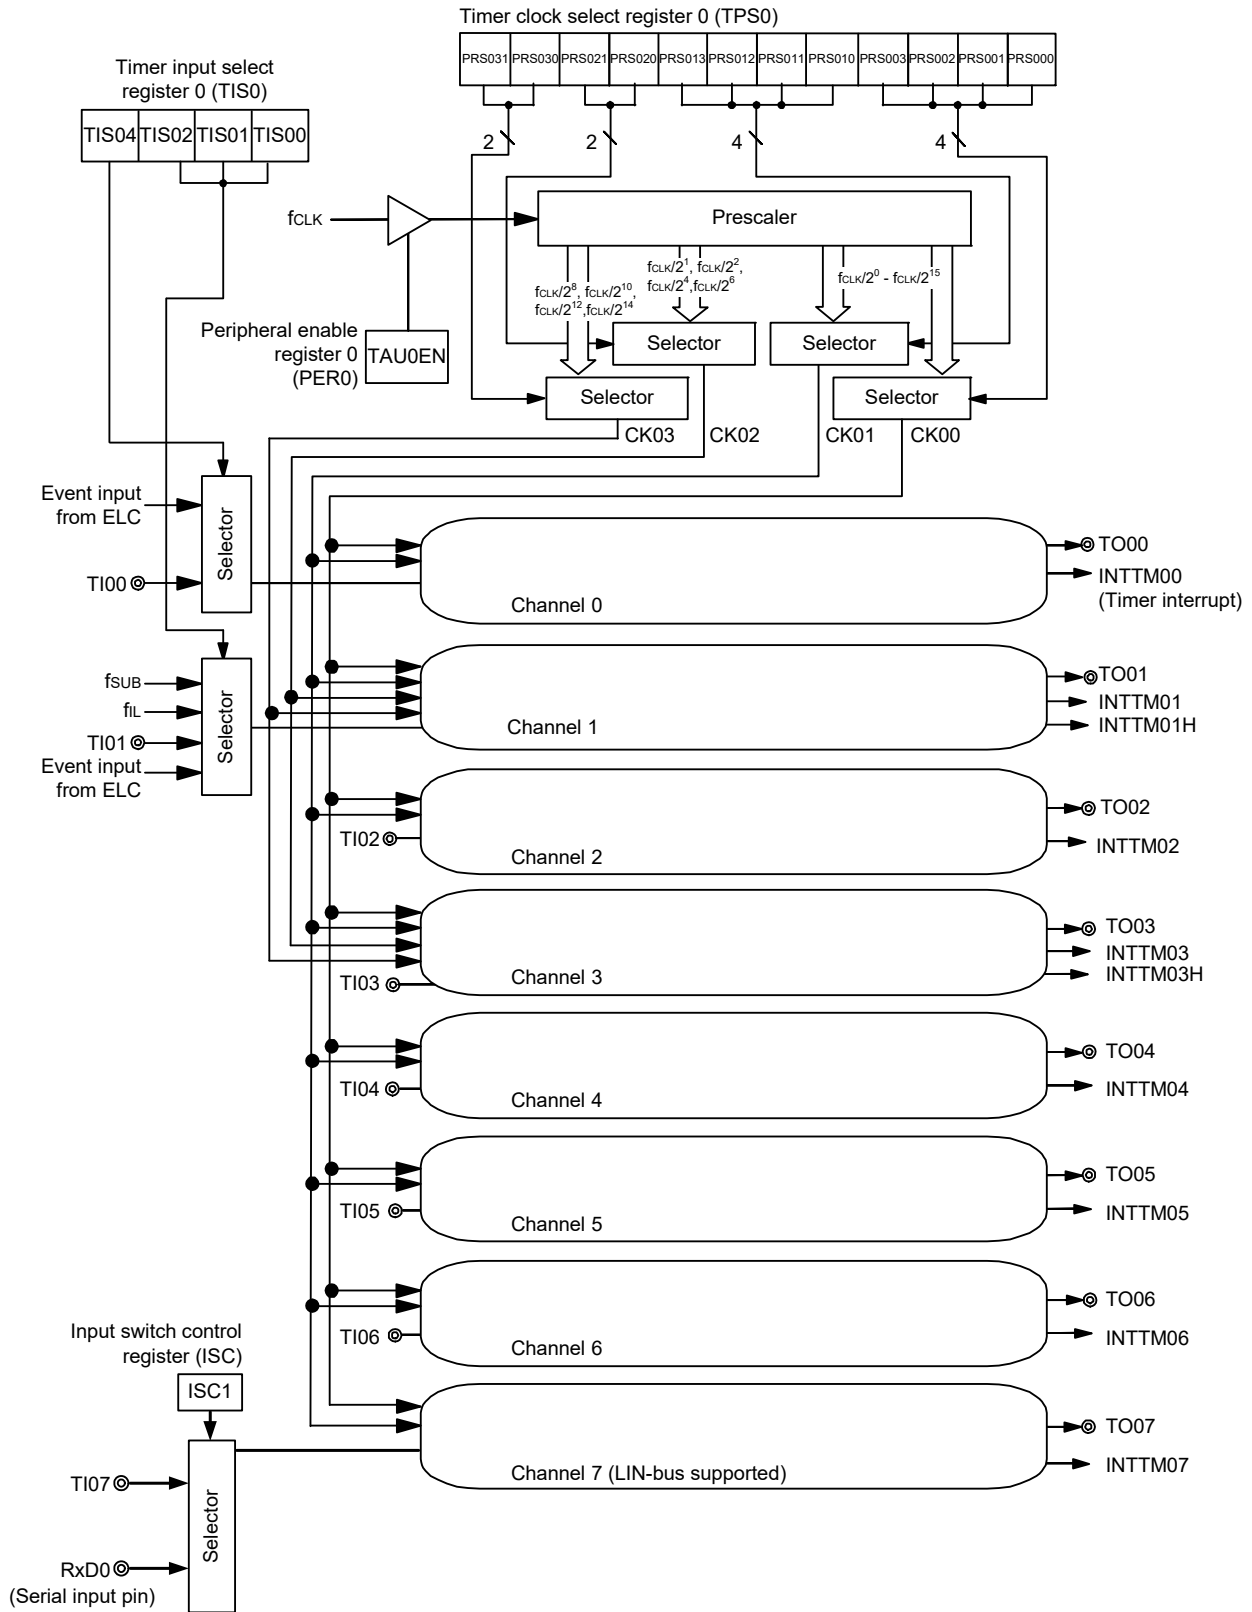 Timer clock select register 0 (TPS0)
PRS031 PRS030 PRS021 PRS020 PRS013 PRS012 PRS011 PRS010 PRS003 PRS002 PRS001 PRS000
Timer input select
register 0 (TIS0)
TIS04 TIS02 TIS01 TIS00
2 2 4 4
fCLK
Prescaler
fCLK/2^8, fCLK/2^10,
fCLK/2^12,fCLK/2^14
fCLK/2^1, fCLK/2^2,
fCLK/2^4,fCLK/2^6
fCLK/2^0 - fCLK/2^15
Peripheral enable
register 0
(PER0)
TAU0EN
Selector Selector
Selector Selector
CK03 CK02 CK01 CK00
Event input
from ELC
TI00
Selector
Channel 0
TO00
INTTM00
(Timer interrupt)
fSUB
fIL
TI01
Event input
from ELC
Selector
Channel 1
TO01
INTTM01
INTTM01H
TI02
Channel 2
TO02
INTTM02
TI03
Channel 3
TO03
INTTM03
INTTM03H
TI04
Channel 4
TO04
INTTM04
TI05
Channel 5
TO05
INTTM05
TI06
Channel 6
TO06
INTTM06
Input switch control
register (ISC)
ISC1
TI07
RxD0
(Serial input pin)
Selector
Channel 7 (LIN-bus supported)
TO07
INTTM07